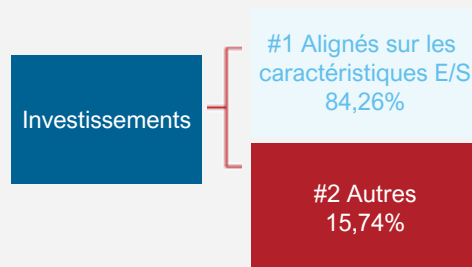 Investissements
#1 Alignés sur les
caractéristiques E/S
84,26%
#2 Autres
15,74%